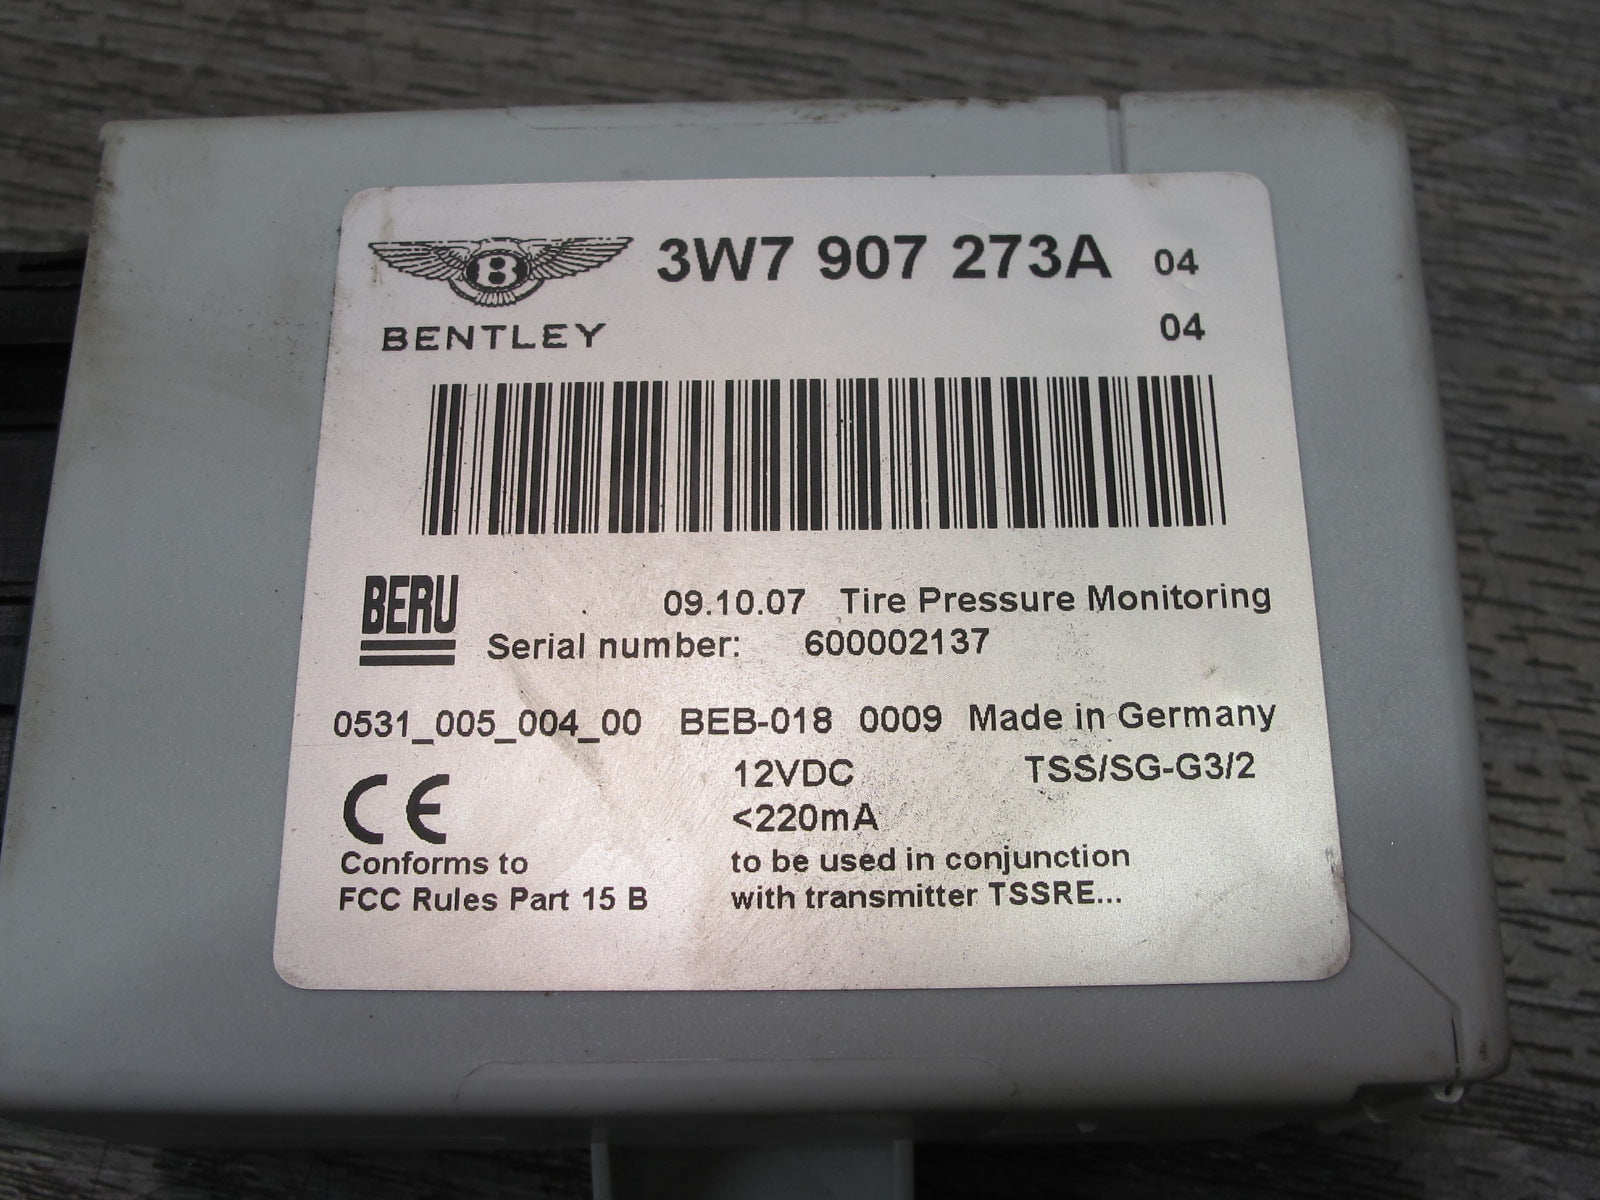 B 3W7 907 273A 04
BENTLEY 04
BERU 09.10.07 Tire Pressure Monitoring
Serial number: 600002137
0531_005_004_00 BEB-018 0009 Made in Germany
12VDC TSS/SG-G3/2
CE <220mA
Conforms to to be used in conjunction
FCC Rules Part 15 B with transmitter TSSRE...